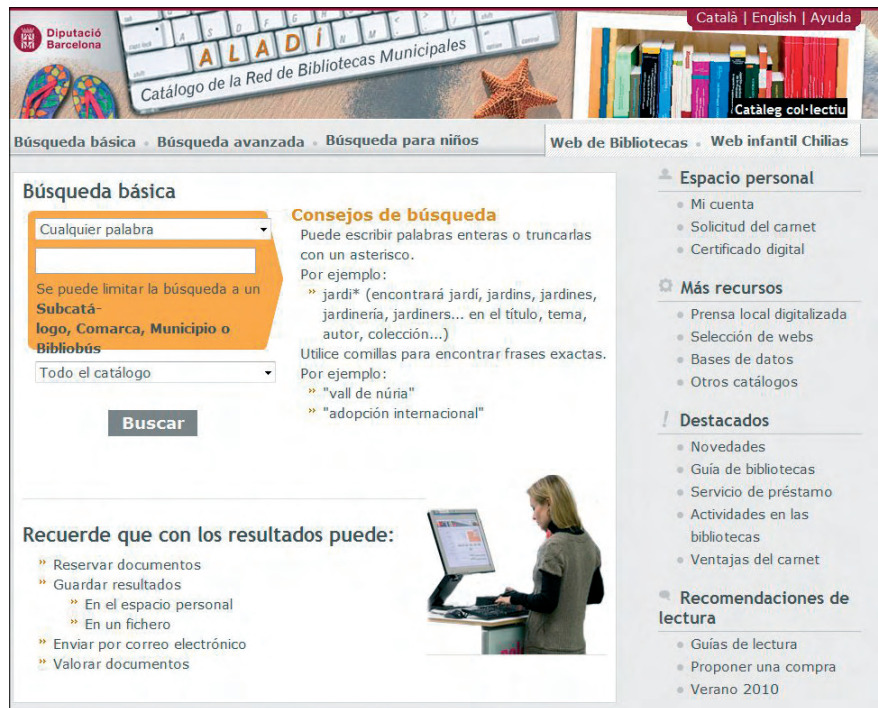 Diputació
Barcelona
Català | English | Ayuda
ALADÍ
Catálogo de la Red de Bibliotecas Municipales
Catàleg col·lectiu
Búsqueda básica
Búsqueda avanzada
Búsqueda para niños
Web de Bibliotecas
Web infantil Chilias
Búsqueda básica
Cualquier palabra
Se puede limitar la búsqueda a un
Subcatá-
logo, Comarca, Municipio o
Bibliobús
Todo el catálogo
Buscar
Consejos de búsqueda
Puede escribir palabras enteras o truncarlas
con un asterisco.
Por ejemplo:
» jardi* (encontrará jardí, jardins, jardines,
jardinería, jardiners... en el título, tema,
autor, colección...)
Utilice comillas para encontrar frases exactas.
Por ejemplo:
» "vall de núria"
» "adopción internacional"
Recuerde que con los resultados puede:
» Reservar documentos
» Guardar resultados
» En el espacio personal
» En un fichero
» Enviar por correo electrónico
» Valorar documentos
Espacio personal
Mi cuenta
Solicitud del carnet
Certificado digital
Más recursos
Prensa local digitalizada
Selección de webs
Bases de datos
Otros catálogos
! Destacados
Novedades
Guía de bibliotecas
Servicio de préstamo
Actividades en las
bibliotecas
Ventajas del carnet
Recomendaciones de
lectura
Guías de lectura
Proponer una compra
Verano 2010